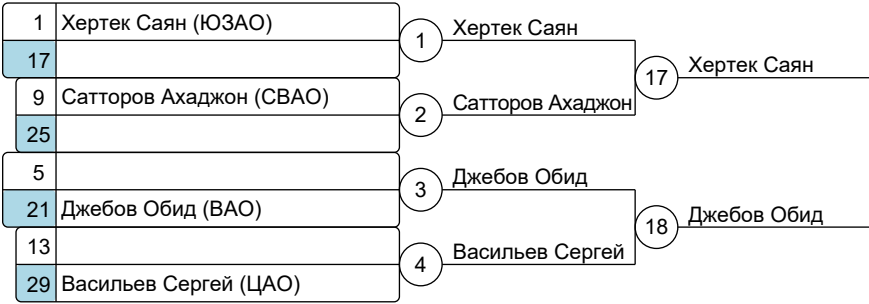 1 Хертек Саян (ЮЗАО)
17
1
Хертек Саян
9 Сатторов Ахаджон (СВАО)
25
2
Сатторов Ахаджон
17
Хертек Саян
5
21 Джебов Обид (ВАО)
3
Джебов Обид
13
29 Васильев Сергей (ЦАО)
4
Васильев Сергей
18
Джебов Обид